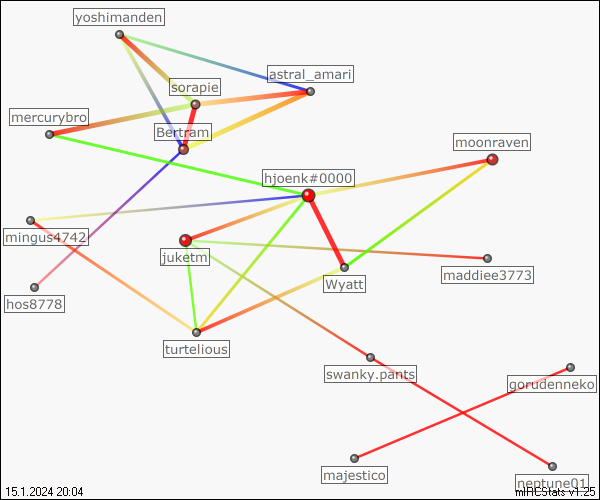 yoshimanden
astral_amari
sorapie
mercurybro
Bertram
moonraven
hjoenk#0000
mingus4742
juketm
maddiee3773
Wyatt
hos8778
turtelious
swanky.pants
gorudenneko
majestico
neptune01
15.1.2024 20:04
mIRCStats v1.25